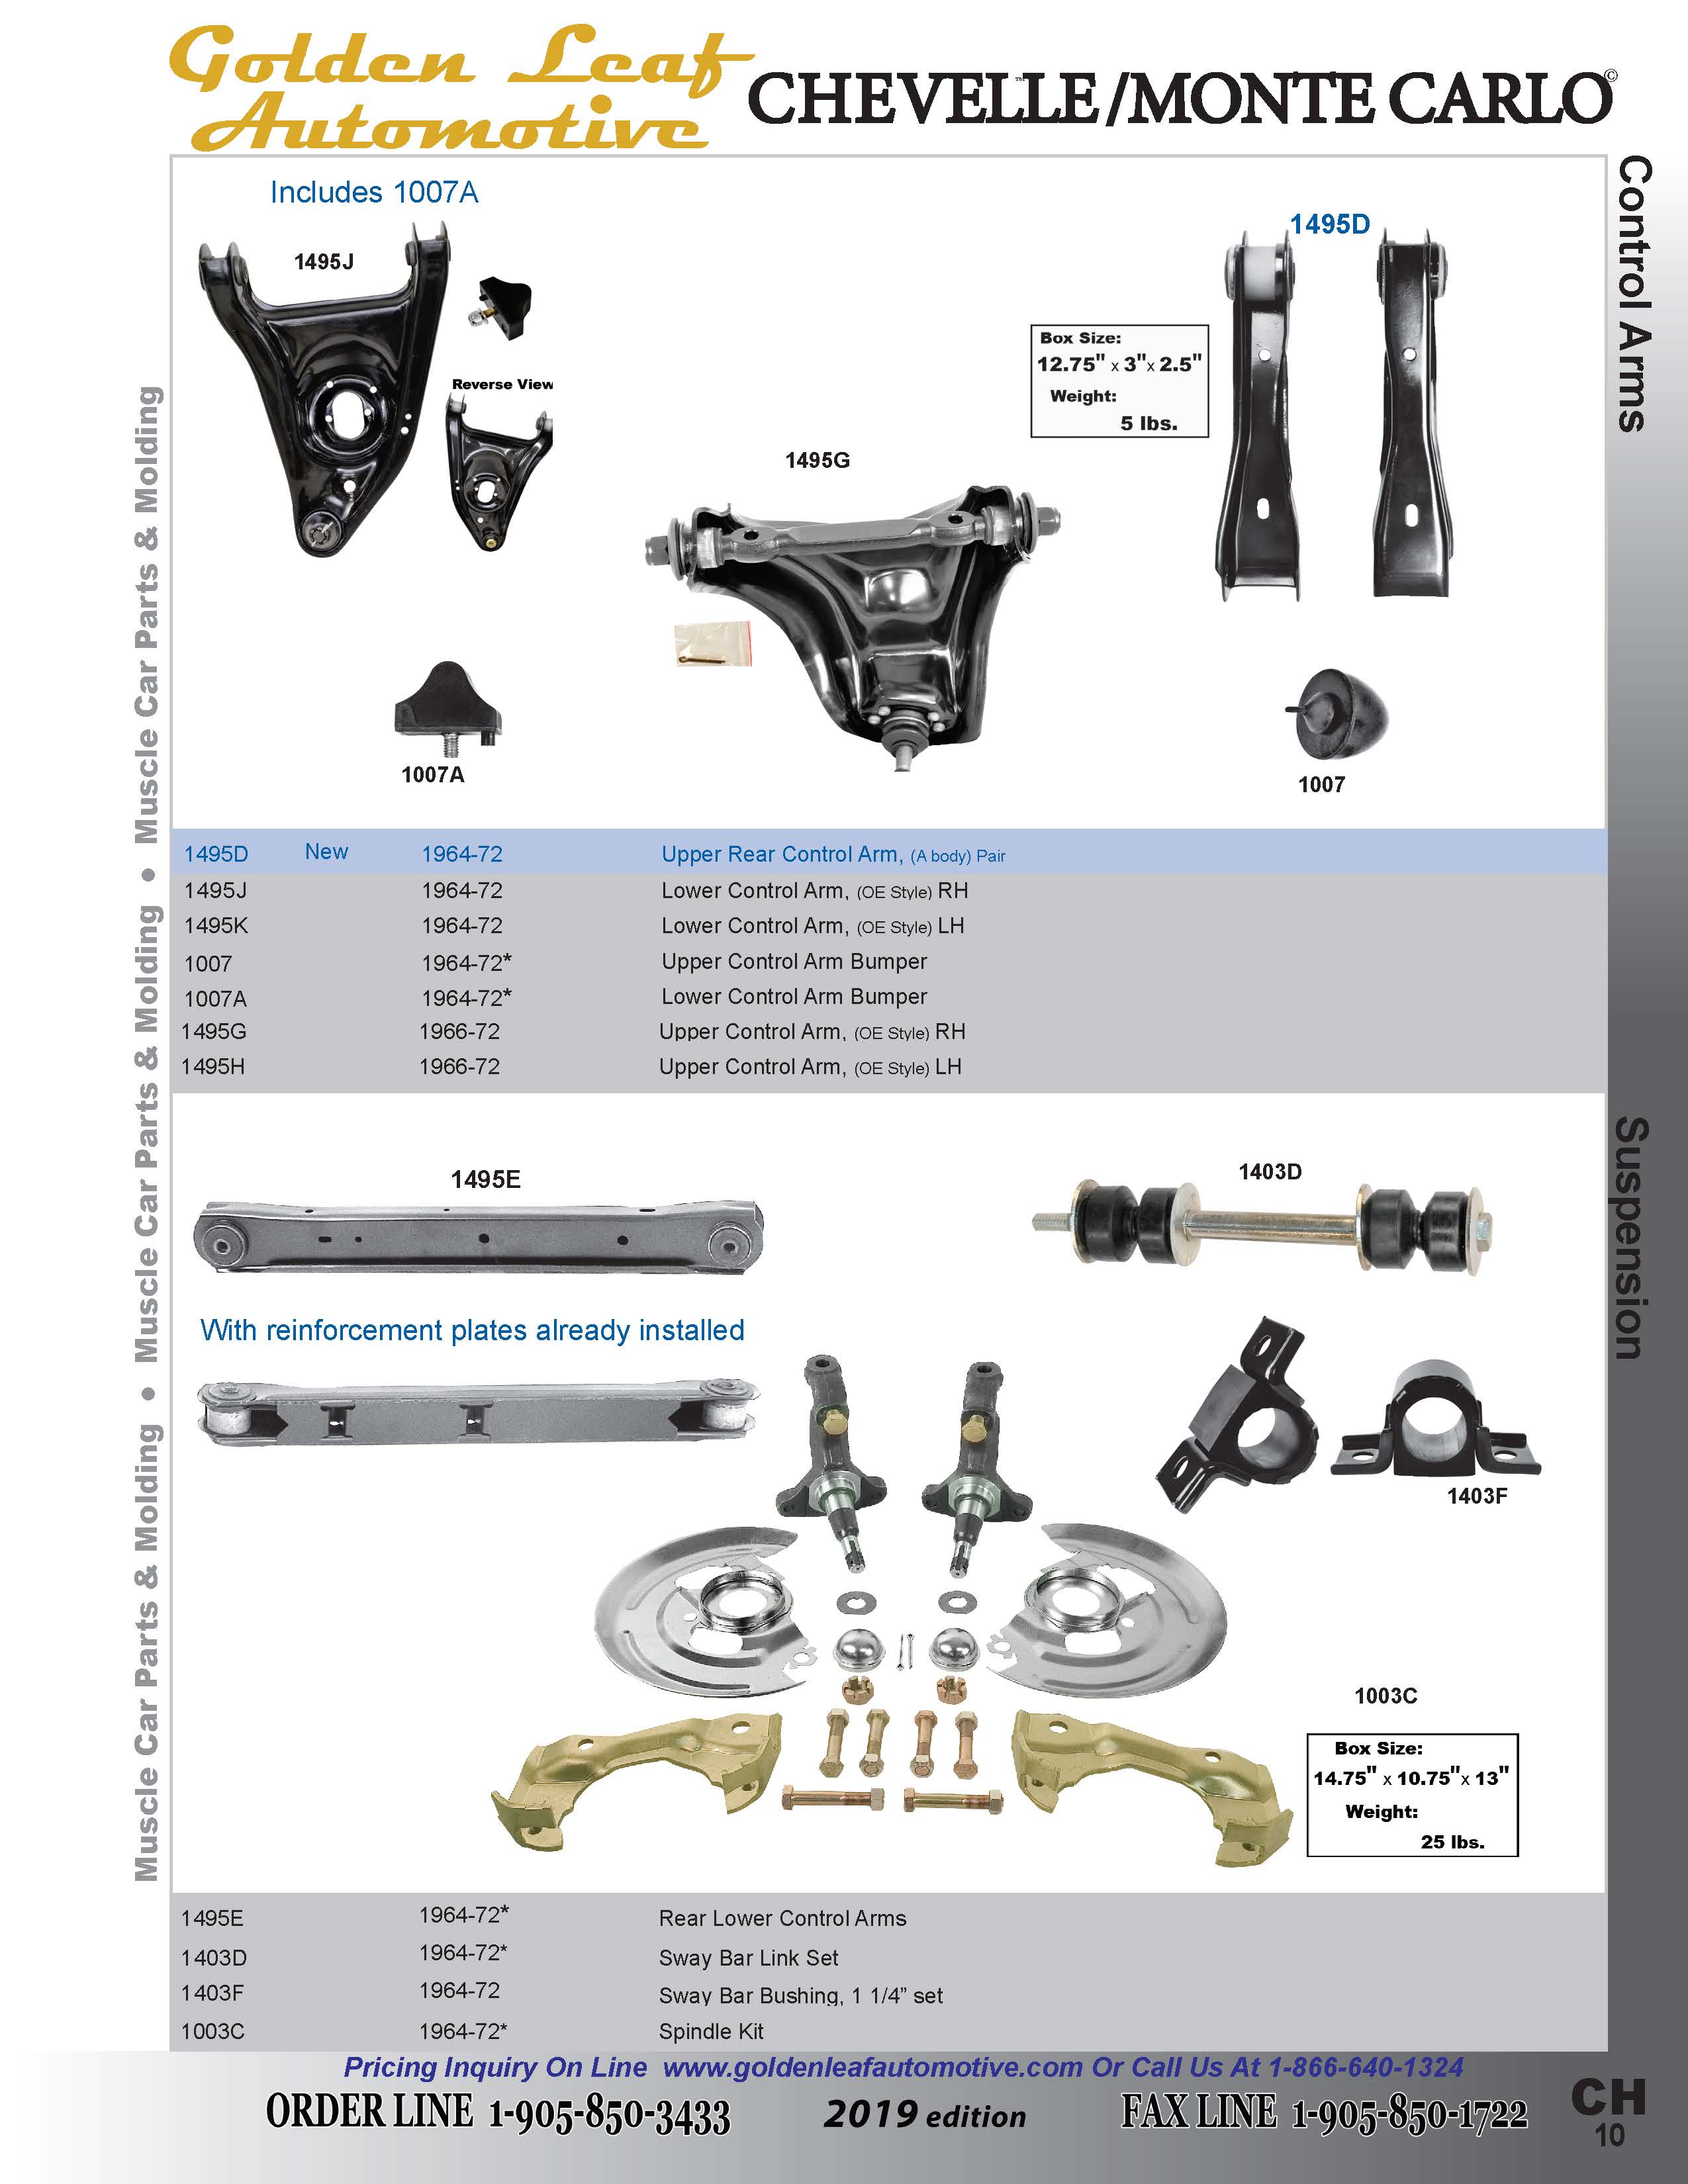 Golden Leaf
Automotive
CHEVELLE/MONTE CARLO©
Control Arms
Includes 1007A
1495J
Reverse View
1495D
Box Size:
12.75" x 3"x 2.5"
Weight:
5 lbs.
1495G
1007A
1007
1495D New 1964-72 Upper Rear Control Arm, (A body) Pair
1495J 1964-72 Lower Control Arm, (OE Style) RH
1495K 1964-72 Lower Control Arm, (OE Style) LH
1007 1964-72* Upper Control Arm Bumper
1007A 1964-72* Lower Control Arm Bumper
1495G 1966-72 Upper Control Arm, (OE Style) RH
1495H 1966-72 Upper Control Arm, (OE Style) LH
Suspension
1495E
1403D
With reinforcement plates already installed
1403F
1003C
Box Size:
14.75" x 10.75"x 13"
Weight:
25 lbs.
1495E 1964-72* Rear Lower Control Arms
1403D 1964-72* Sway Bar Link Set
1403F 1964-72 Sway Bar Bushing, 1 1/4” set
1003C 1964-72* Spindle Kit
Muscle Car Parts & Molding • Muscle Car Parts & Molding • Muscle Car Parts & Molding
Pricing Inquiry On Line www.goldenleafautomotive.com Or Call Us At 1-866-640-1324
ORDER LINE 1-905-850-3433 2019 edition FAX LINE 1-905-850-1722
CH
10